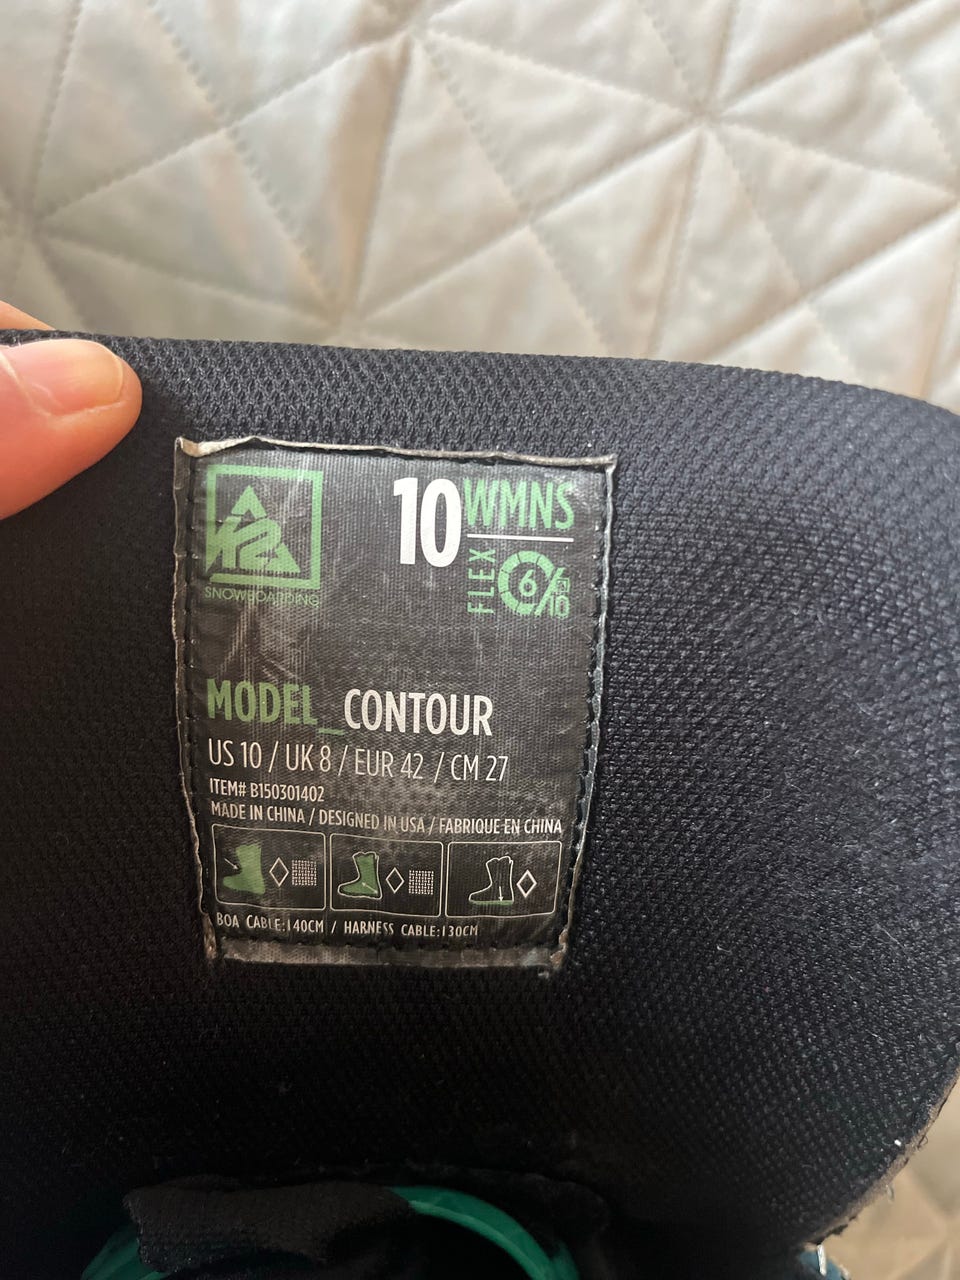 K2
SNOWBOARDING
10 WMNS
FLEX 6/10
MODEL_CONTOUR
US 10 / UK 8 / EUR 42 / CM 27
ITEM# B150301402
MADE IN CHINA / DESIGNED IN USA / FABRIQUE EN CHINA
BOA CABLE:140CM / HARNESS CABLE:130CM